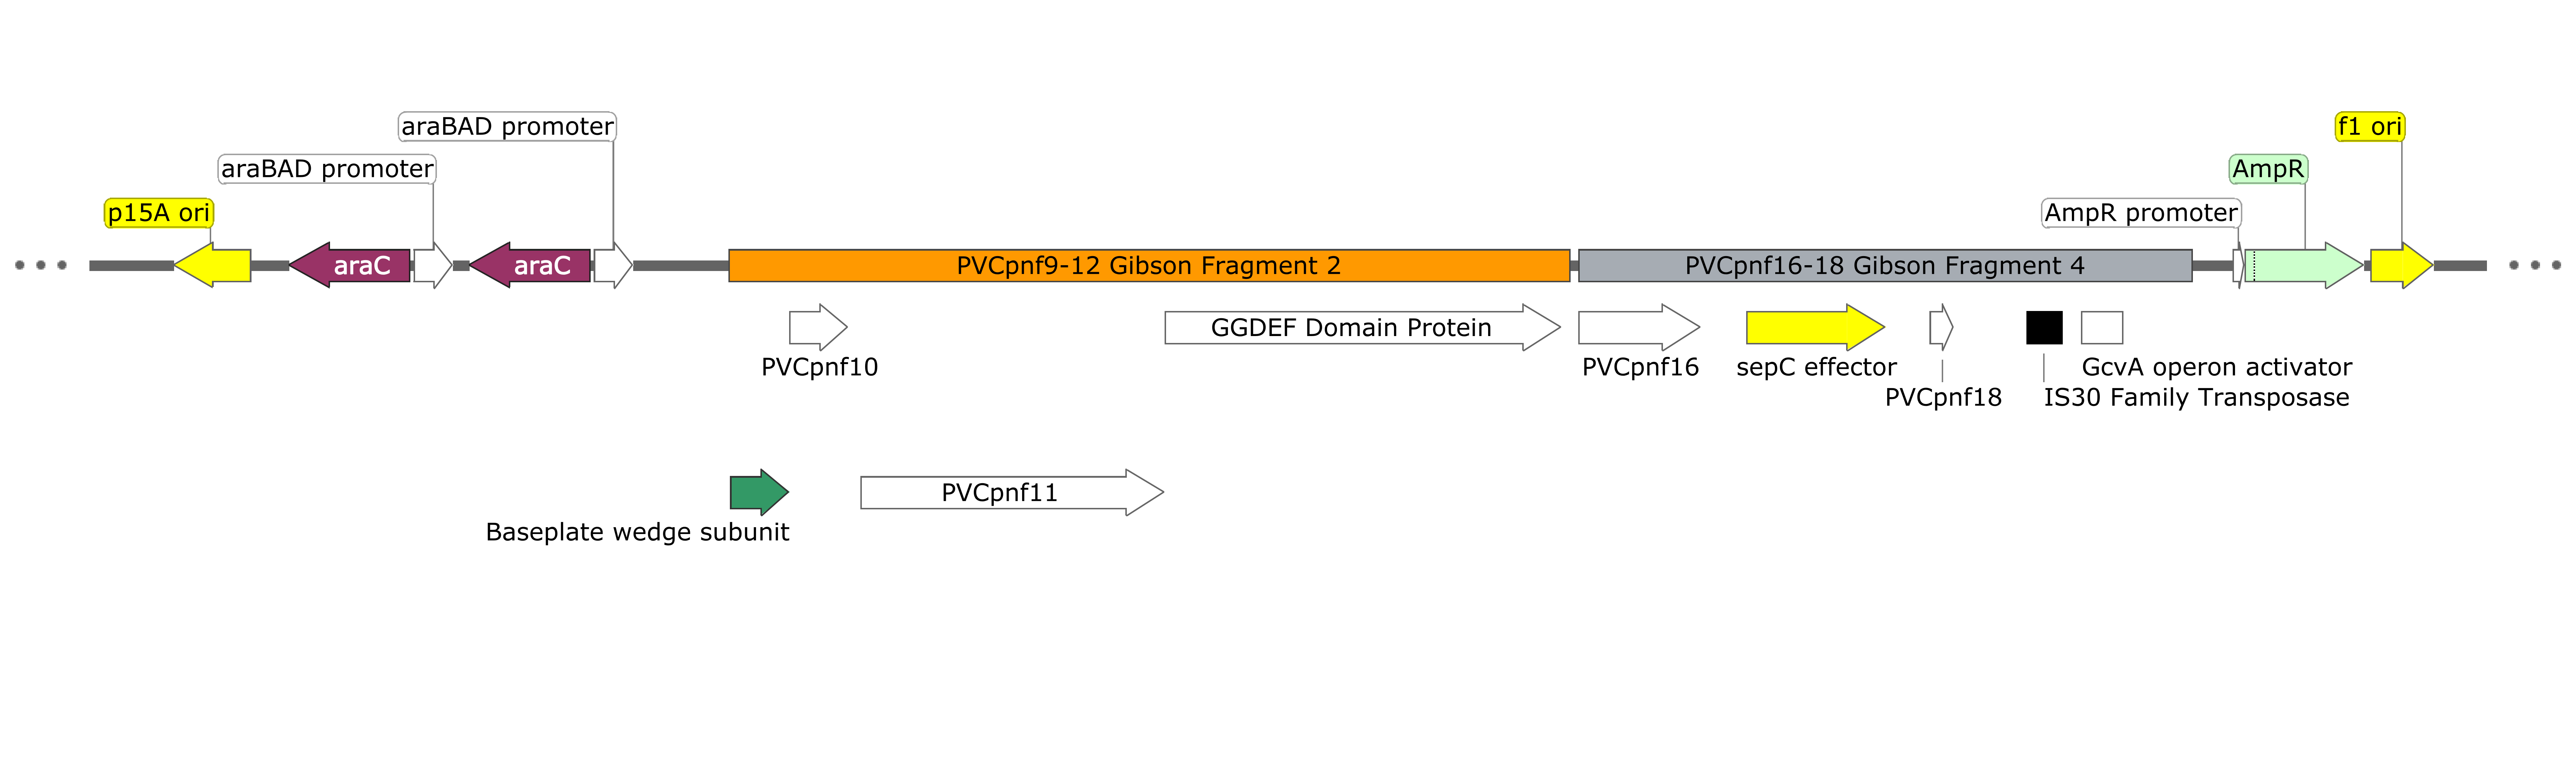 araBAD promoter
f1 ori
araBAD promoter
AmpR
p15A ori
AmpR promoter
araC
araC
PVCpnf9-12 Gibson Fragment 2
PVCpnf16-18 Gibson Fragment 4
GGDEF Domain Protein
PVCpnf10
PVCpnf16
sepC effector
GcvA operon activator
PVCpnf18
IS30 Family Transposase
PVCpnf11
Baseplate wedge subunit